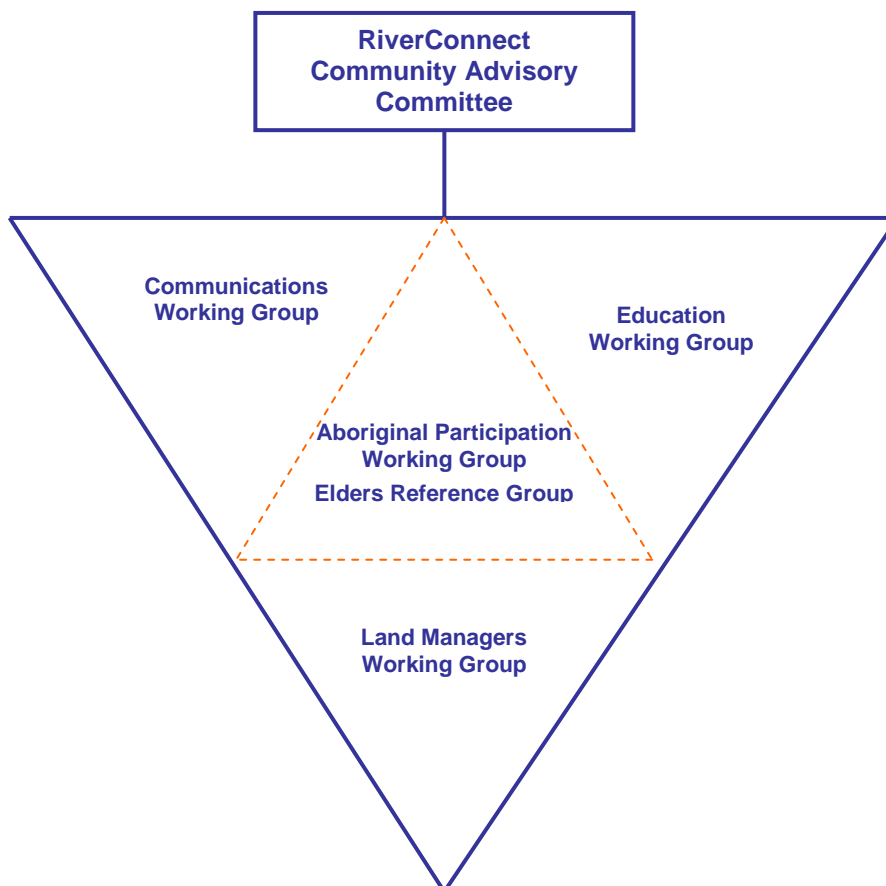 RiverConnect
Community Advisory
Committee
Communications
Working Group
Education
Working Group
Aboriginal Participation
Working Group
Elders Reference Group
Land Managers
Working Group